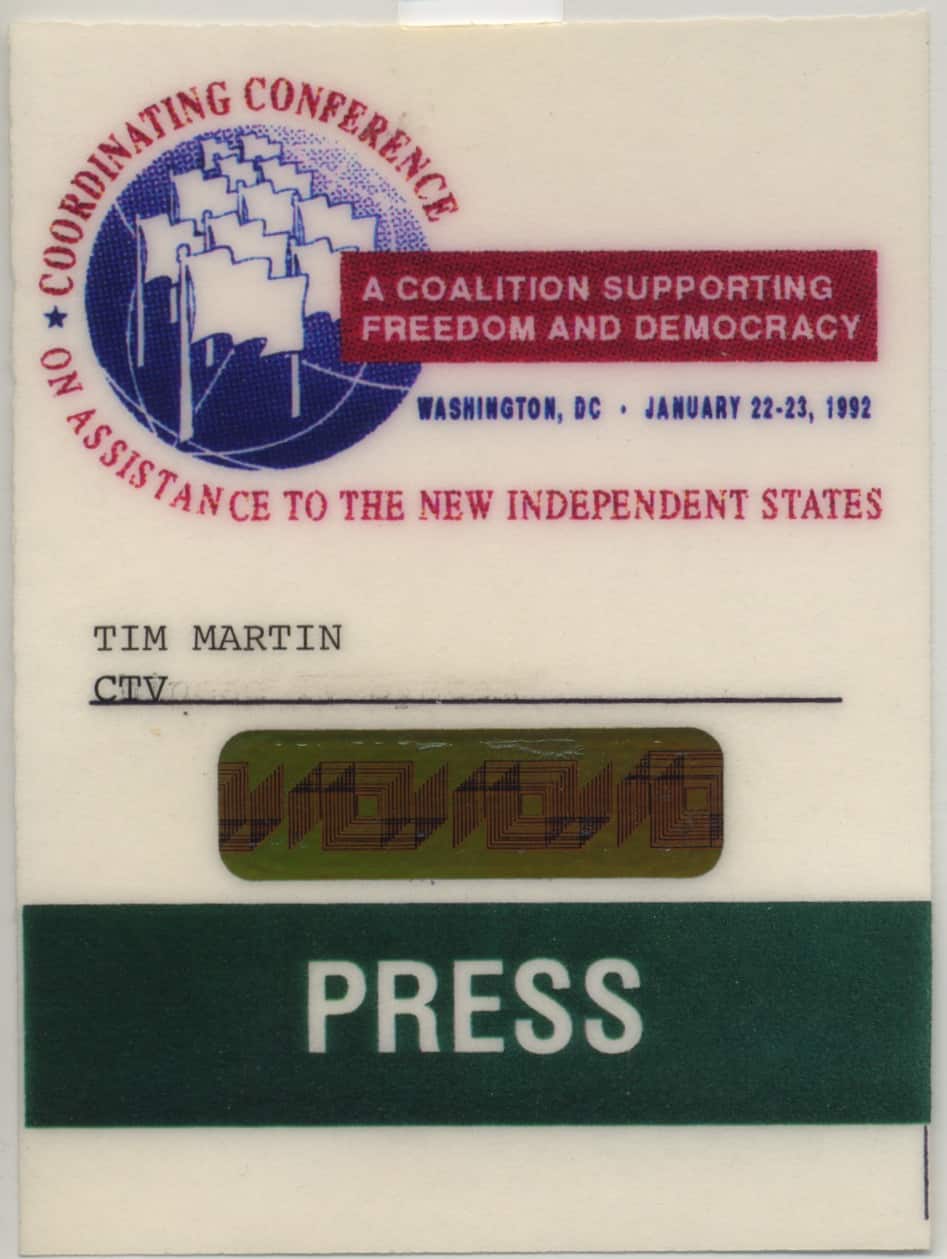 ★ COORDINATING CONFERENCE
ON ASSISTANCE TO THE NEW INDEPENDENT STATES
A COALITION SUPPORTING
FREEDOM AND DEMOCRACY
WASHINGTON, DC · JANUARY 22-23, 1992
TIM MARTIN
CTV
PRESS